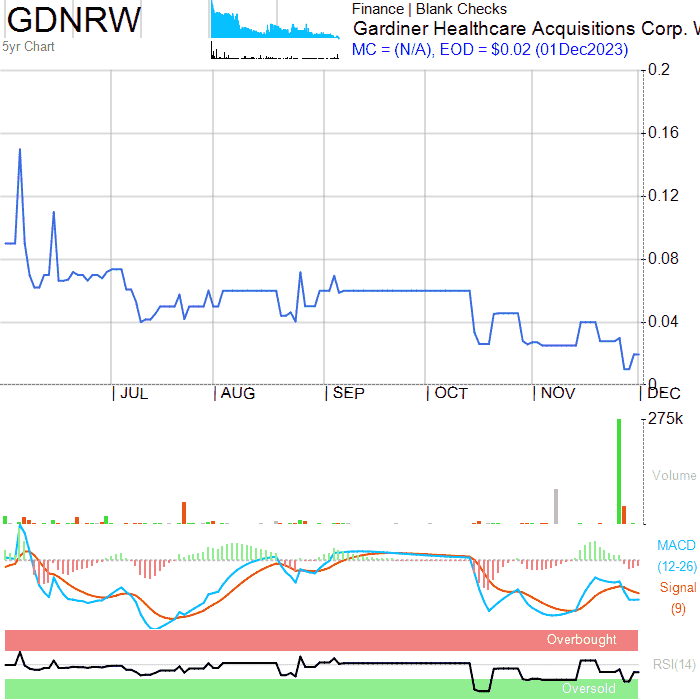 GDNRW
5yr Chart
Finance | Blank Checks
Gardiner Healthcare Acquisitions Corp. W
MC = (N/A), EOD = $0.02 (01Dec2023)
0.2
0.16
0.12
0.08
0.04
0
JUL AUG SEP OCT NOV DEC
275k
Volume
MACD
(12-26)
Signal
(9)
Overbought
RSI(14)
Oversold